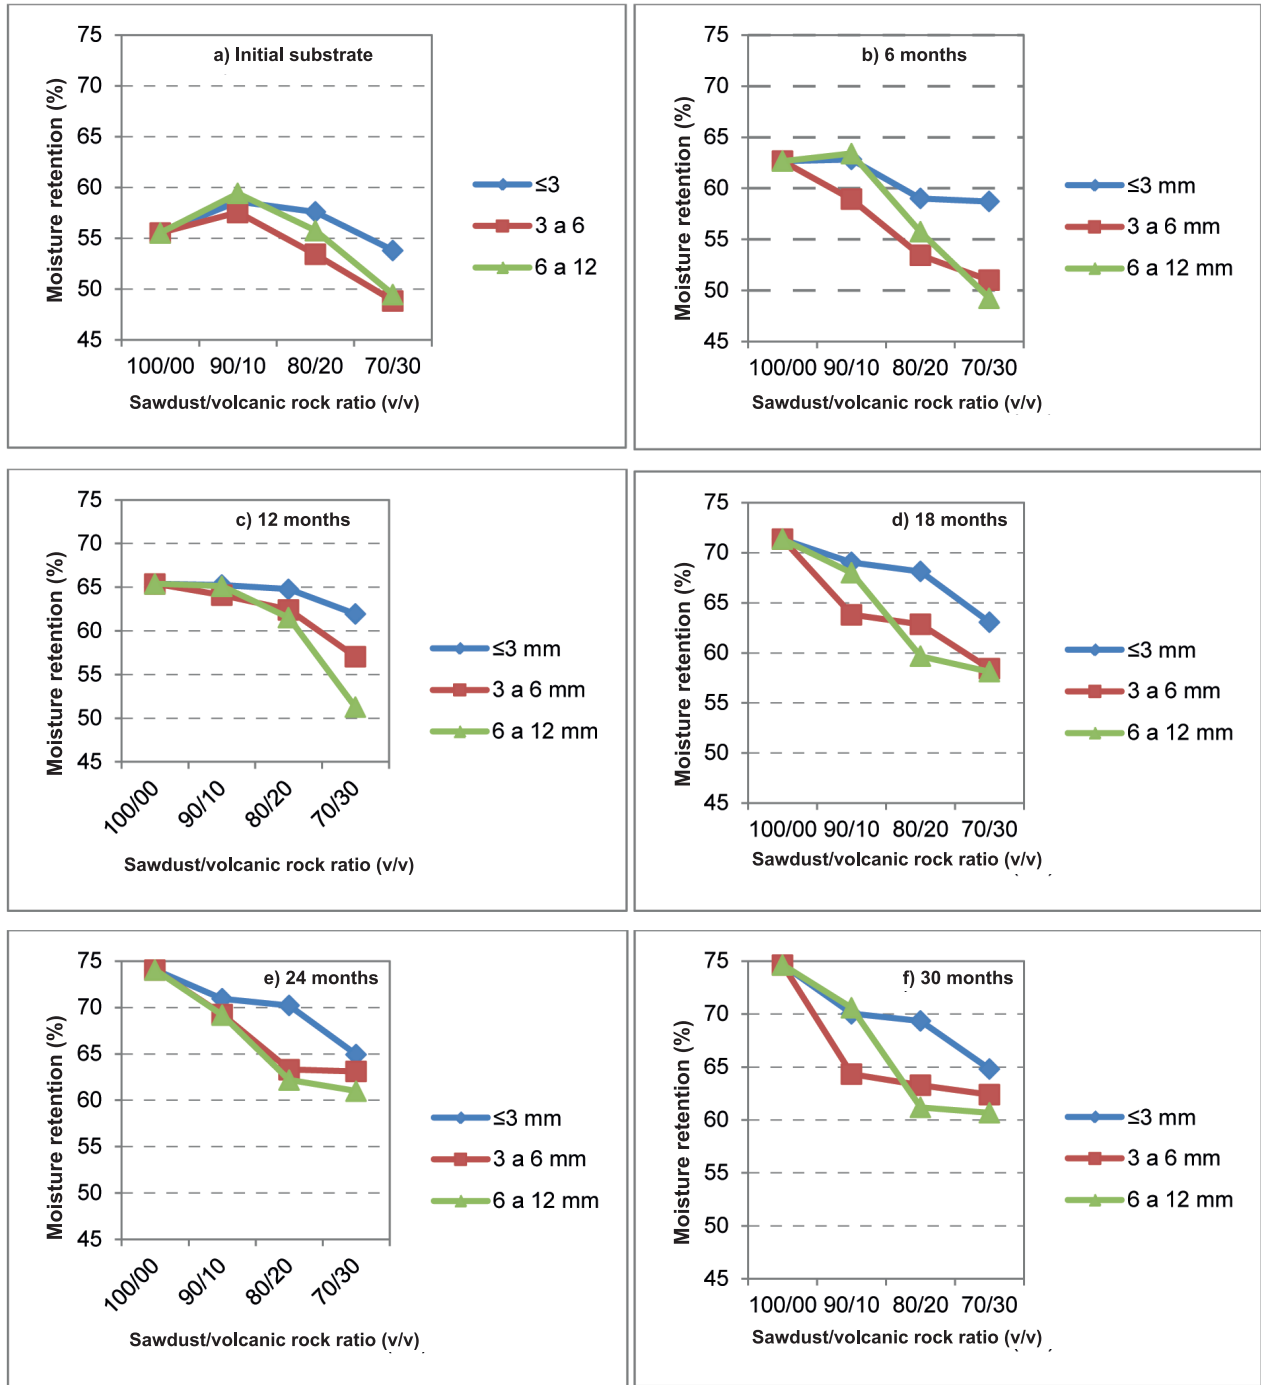 a) Initial substrate
Moisture retention (%)
75
70
65
60
55
50
45
100/00 90/10 80/20 70/30
Sawdust/volcanic rock ratio (v/v)
≤3
3 a 6
6 a 12
b) 6 months
Moisture retention (%)
75
70
65
60
55
50
45
100/00 90/10 80/20 70/30
Sawdust/volcanic rock ratio (v/v)
≤3 mm
3 a 6 mm
6 a 12 mm
c) 12 months
Moisture retention (%)
75
70
65
60
55
50
45
100/00 90/10 80/20 70/30
Sawdust/volcanic rock ratio (v/v)
≤3 mm
3 a 6 mm
6 a 12 mm
d) 18 months
Moisture retention (%)
75
70
65
60
55
50
45
100/00 90/10 80/20 70/30
Sawdust/volcanic rock ratio (v/v)
≤3 mm
3 a 6 mm
6 a 12 mm
e) 24 months
Moisture retention (%)
75
70
65
60
55
50
45
100/00 90/10 80/20 70/30
Sawdust/volcanic rock ratio (v/v)
≤3 mm
3 a 6 mm
6 a 12 mm
f) 30 months
Moisture retention (%)
75
70
65
60
55
50
45
100/00 90/10 80/20 70/30
Sawdust/volcanic rock ratio (v/v)
≤3 mm
3 a 6 mm
6 a 12 mm